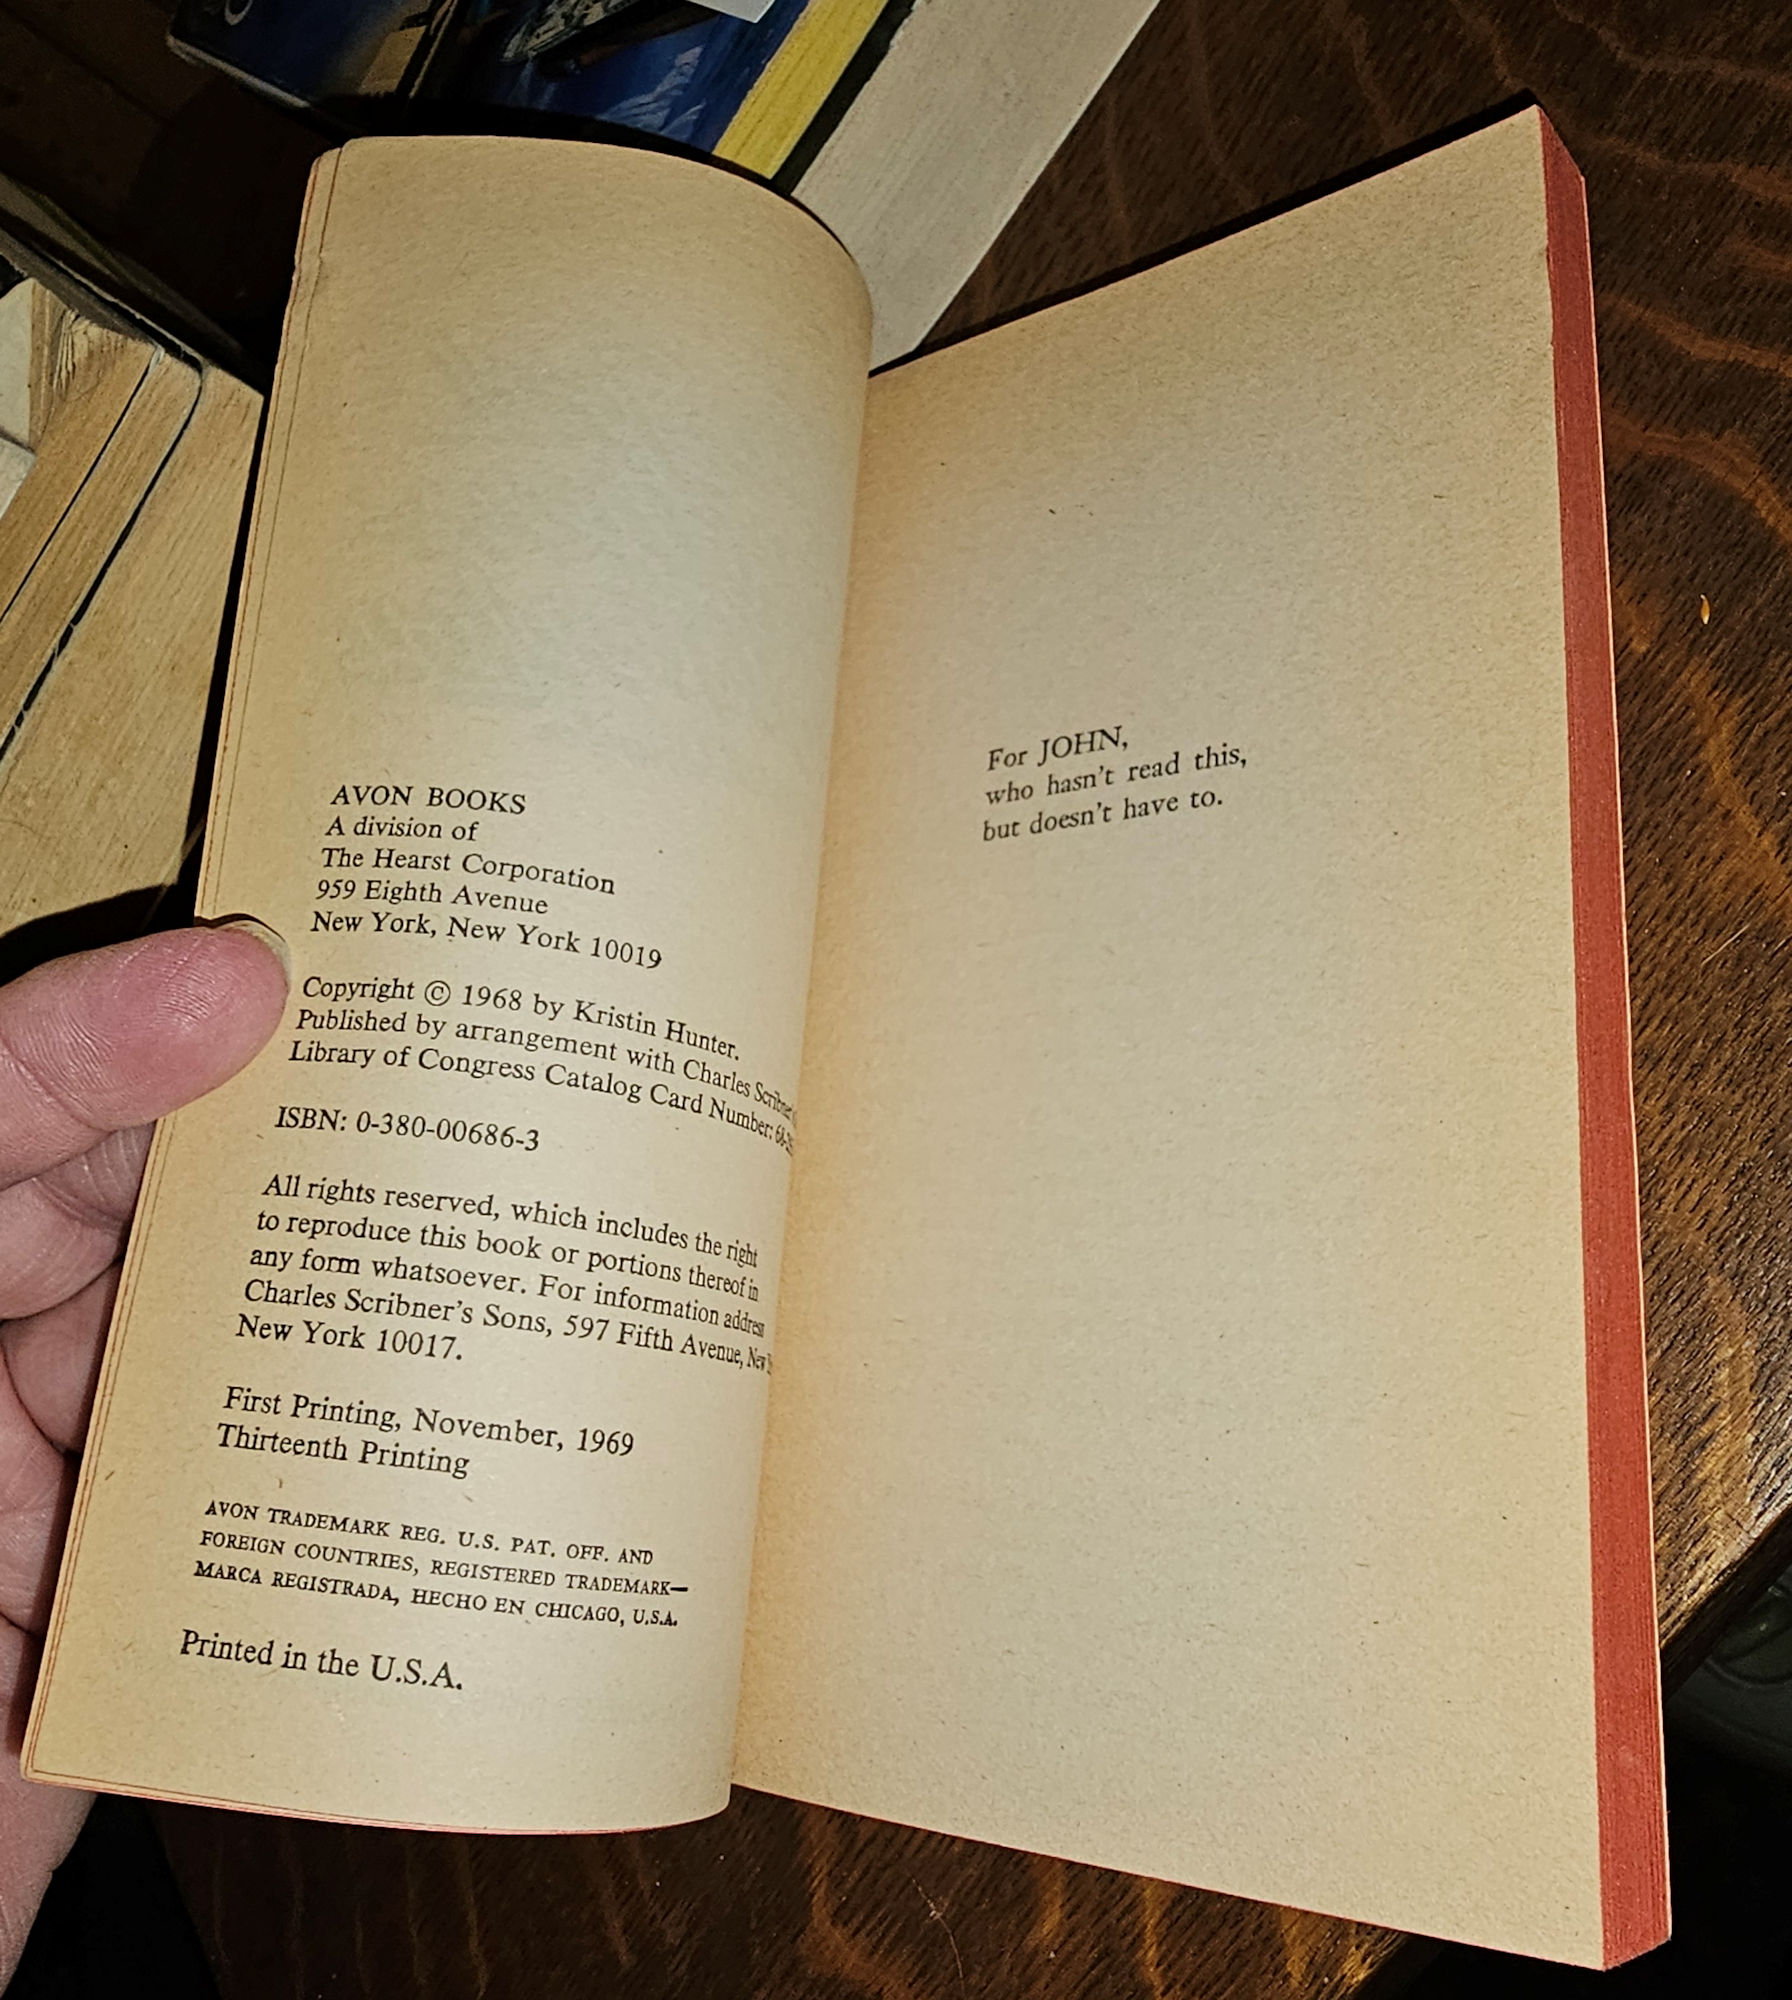 AVON BOOKS
A division of
The Hearst Corporation
959 Eighth Avenue
New York, New York 10019
Copyright © 1968 by Kristin Hunter.
Published by arrangement with Charles
Library of Congress Catalog Card Number:
ISBN: 0-380-00686-3
All rights reserved, which includes the right
to reproduce this book or portions thereof in
any form whatsoever. For information address
Charles Scribner's Sons, 597 Fifth Avenue, New
New York 10017.
First Printing, November, 1969
Thirteenth Printing
AVON TRADEMARK REG. U.S. PAT. OFF. AND
FOREIGN COUNTRIES, REGISTERED TRADEMARK—
MARCA REGISTRADA, HECHO EN CHICAGO, U.S.A.
Printed in the U.S.A.
For JOHN,
who hasn't read this,
but doesn't have to.